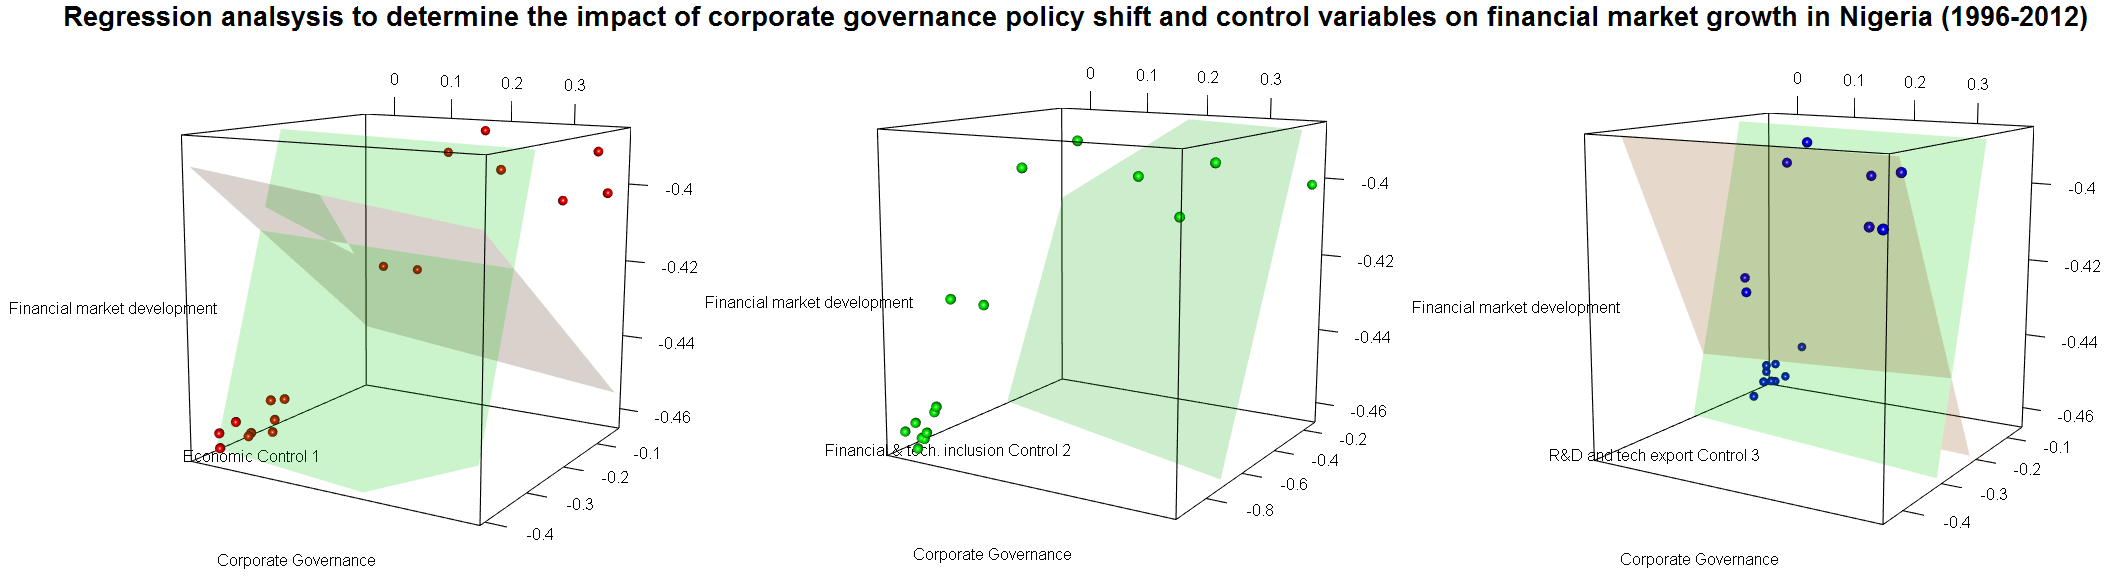 Regression analsysis to determine the impact of corporate governance policy shift and control variables on financial market growth in Nigeria (1996-2012)
0 0.1 0.2 0.3
-0.4
-0.42
-0.44
-0.46
-0.1
-0.2
-0.3
-0.4
Financial market development
Economic Control 1
Corporate Governance
0 0.1 0.2 0.3
-0.4
-0.42
-0.44
-0.46
-0.2
-0.4
-0.6
-0.8
Financial market development
Financial & tech. inclusion Control 2
Corporate Governance
0 0.1 0.2 0.3
-0.4
-0.42
-0.44
-0.46
-0.1
-0.2
-0.3
-0.4
Financial market development
R&D and tech export Control 3
Corporate Governance